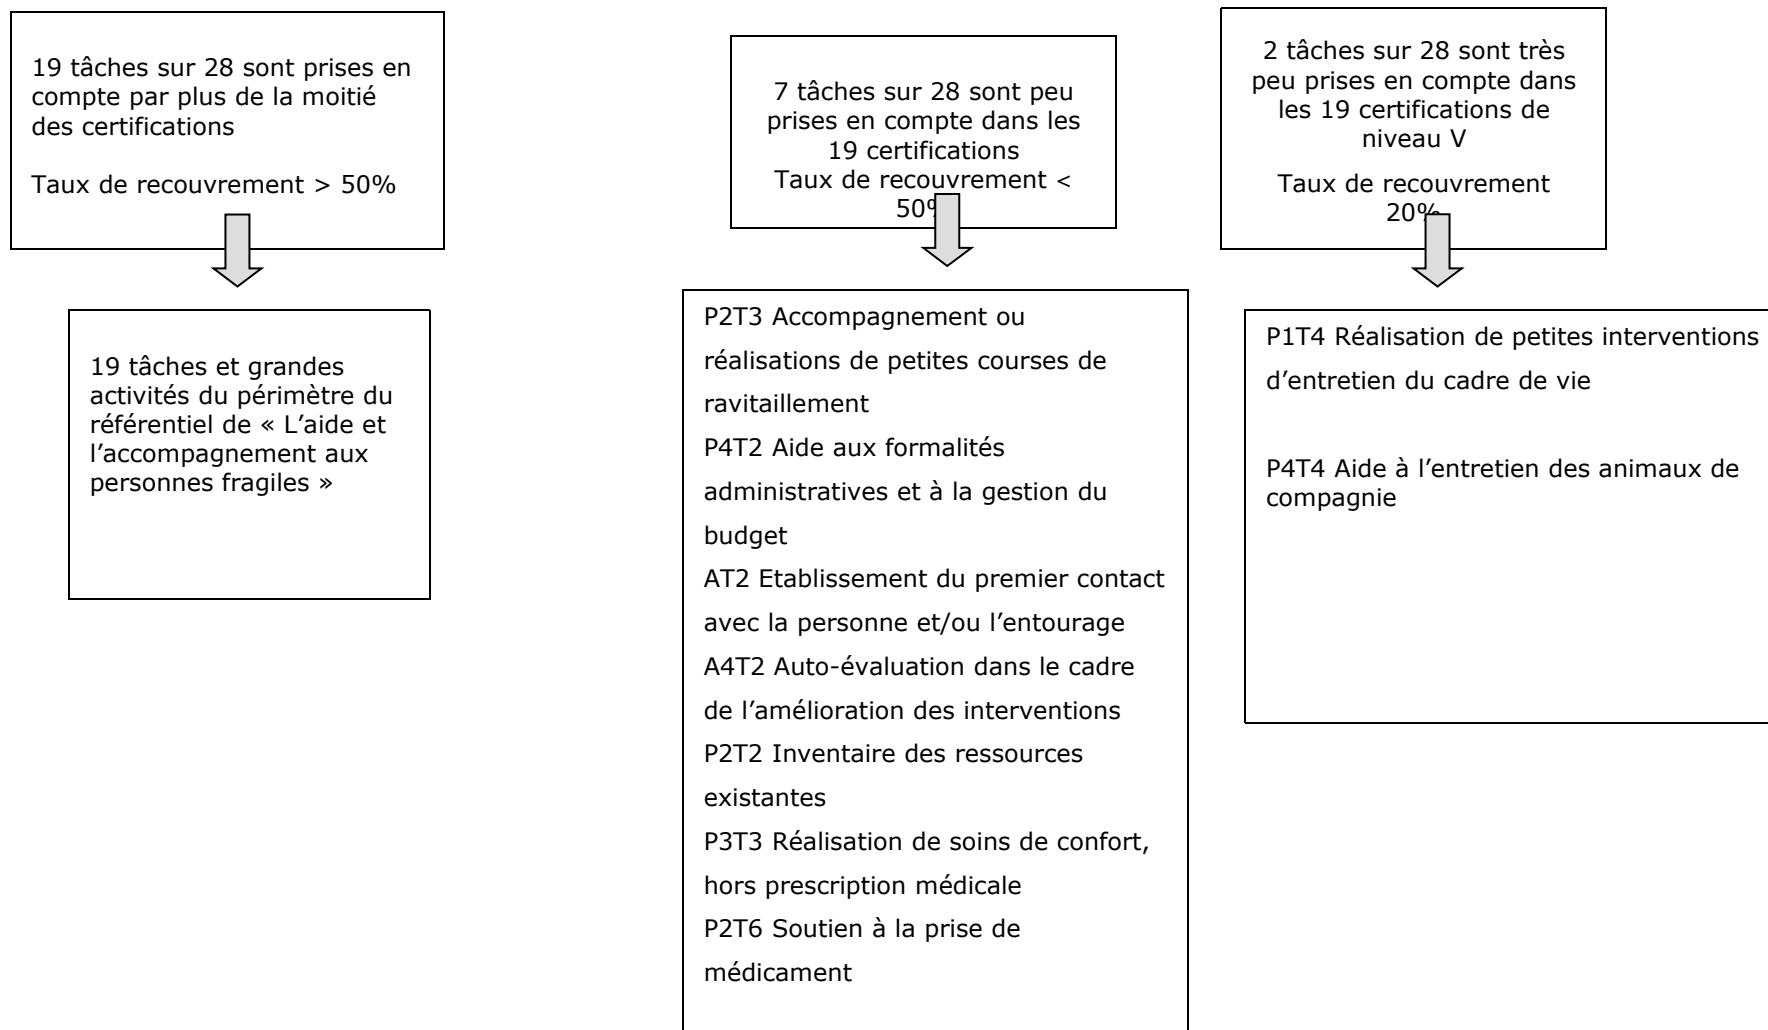 19 tâches sur 28 sont prises en
compte par plus de la moitié
des certifications
Taux de recouvrement > 50%
19 tâches et grandes
activités du périmètre du
référentiel de « L’aide et
l’accompagnement aux
personnes fragiles »
7 tâches sur 28 sont peu
prises en compte dans les
19 certifications
Taux de recouvrement <
50%
P2T3 Accompagnement ou
réalisations de petites courses de
ravitaillement
P4T2 Aide aux formalités
administratives et à la gestion du
budget
AT2 Etablissement du premier contact
avec la personne et/ou l’entourage
A4T2 Auto-évaluation dans le cadre
de l’amélioration des interventions
P2T2 Inventaire des ressources
existantes
P3T3 Réalisation de soins de confort,
hors prescription médicale
P2T6 Soutien à la prise de
médicament
2 tâches sur 28 sont très
peu prises en compte dans
les 19 certifications de
niveau V
Taux de recouvrement
20%
P1T4 Réalisation de petites interventions
d’entretien du cadre de vie
P4T4 Aide à l’entretien des animaux de
compagnie